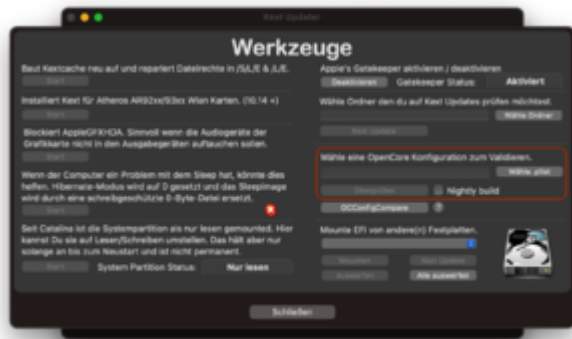 Kext Updater
Werkzeuge
Baut Kextcache neu auf und repariert Dateirechte in /S/L/E & /L/E.
Start
Installiert Kext für Atheros AR92xx/93xx Wlan Karten. (10.14 +)
Start
Blockiert AppleGFXHDA. Sinnvoll wenn die Audiogeräte der
Grafikkarte nicht in den Ausgabegeräten auftauchen sollen.
Start
Wenn der Computer ein Problem mit dem Sleep hat, könnte dies
helfen. Hibernate-Modus wird auf 0 gesetzt und das Sleepimage
wird durch eine schreibgeschützte 0-Byte-Datei ersetzt.
Start
Seit Catalina ist die Systempartition als nur lesen gemounted. Hier
kannst Du sie auf Lesen/Schreiben umstellen. Das hält aber nur
solange an bis zum Neustart und ist nicht permanent.
Start
System Partition Status:
Nur lesen
Apple's Gatekeeper aktivieren / deaktivieren
Deaktivieren
Gatekeeper Status:
Aktiviert
Wähle Ordner den du auf Kext Updates prüfen möchtest.
Wähle Ordner
Kext Update
Wähle eine OpenCore Konfiguration zum Validieren.
Wähle .plist
Überprüfen
Nightly build
OCConfigCompare
?
Mounte EFI von andere(n) Festplatten.
Mounten
Kext Update
Auswerfen
Alle auswerfen
Schließen